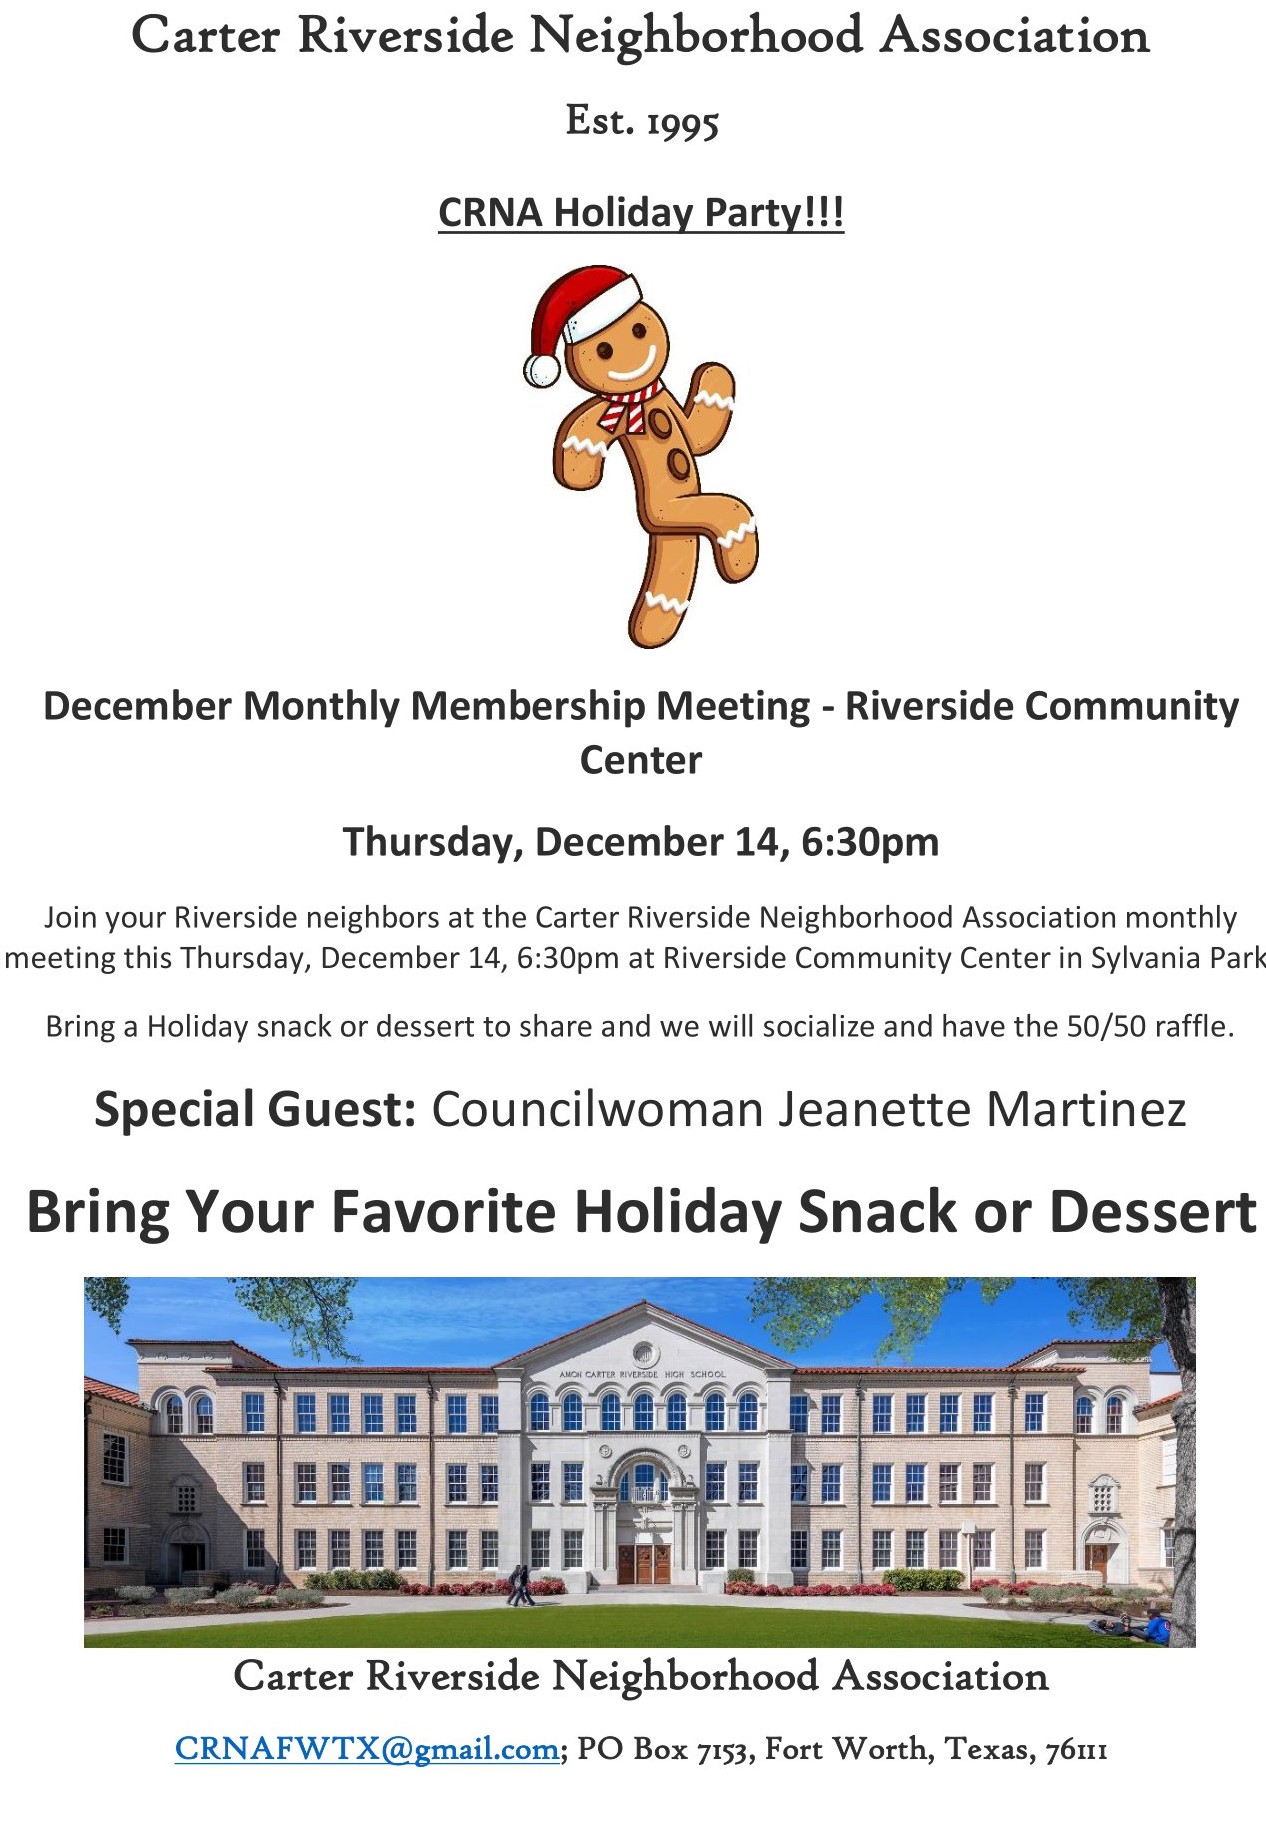 Carter Riverside Neighborhood Association
Est. 1995
CRNA Holiday Party!!!
December Monthly Membership Meeting - Riverside Community
Center
Thursday, December 14, 6:30pm
Join your Riverside neighbors at the Carter Riverside Neighborhood Association monthly
meeting this Thursday, December 14, 6:30pm at Riverside Community Center in Sylvania Park
Bring a Holiday snack or dessert to share and we will socialize and have the 50/50 raffle.
Special Guest: Councilwoman Jeanette Martinez
Bring Your Favorite Holiday Snack or Dessert
AMON CARTER RIVERSIDE HIGH SCHOOL
Carter Riverside Neighborhood Association
CRNAFWTX@gmail.com; PO Box 7153, Fort Worth, Texas, 76111